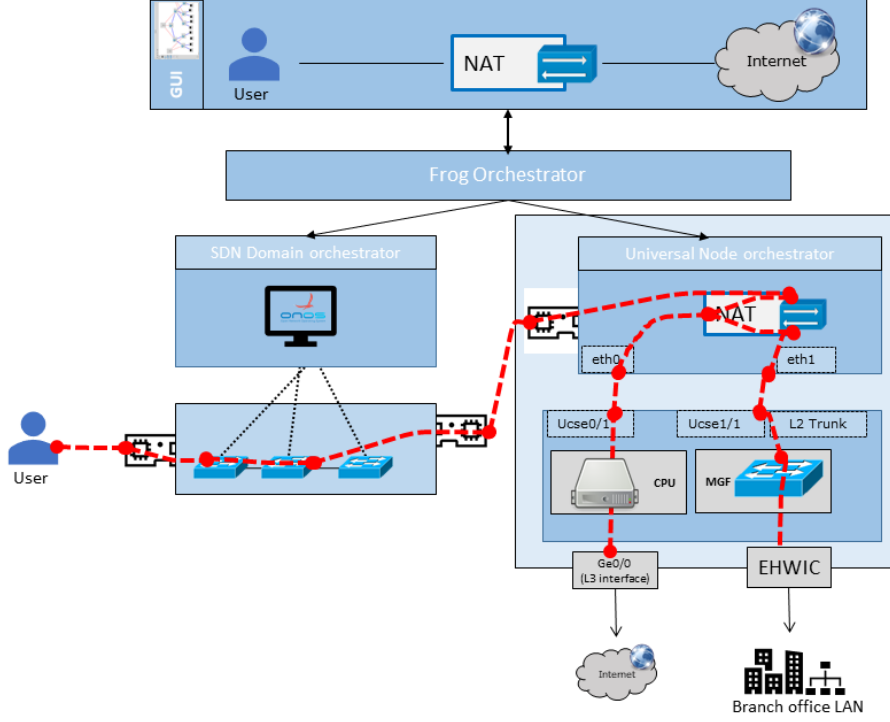 GUI
User
NAT
Internet
Frog Orchestrator
SDN Domain orchestrator
Universal Node orchestrator
onos
NAT
eth0
eth1
Ucse0/1
Ucse1/1
L2 Trunk
User
CPU
MGF
Ge0/0
(L3 interface)
EHWIC
Internet
Branch office LAN